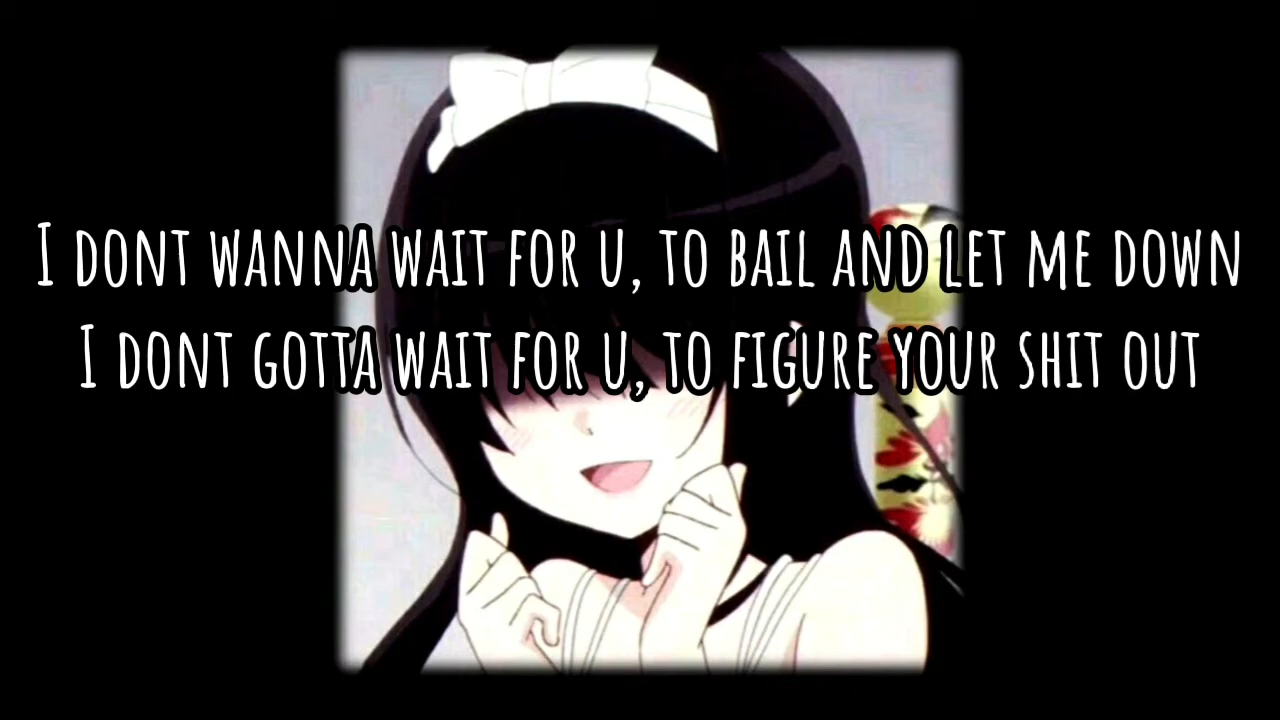 I DONT WANNA WAIT FOR U, TO BAIL AND LET ME DOWN
I DONT GOTTA WAIT FOR U, TO FIGURE YOUR SHIT OUT